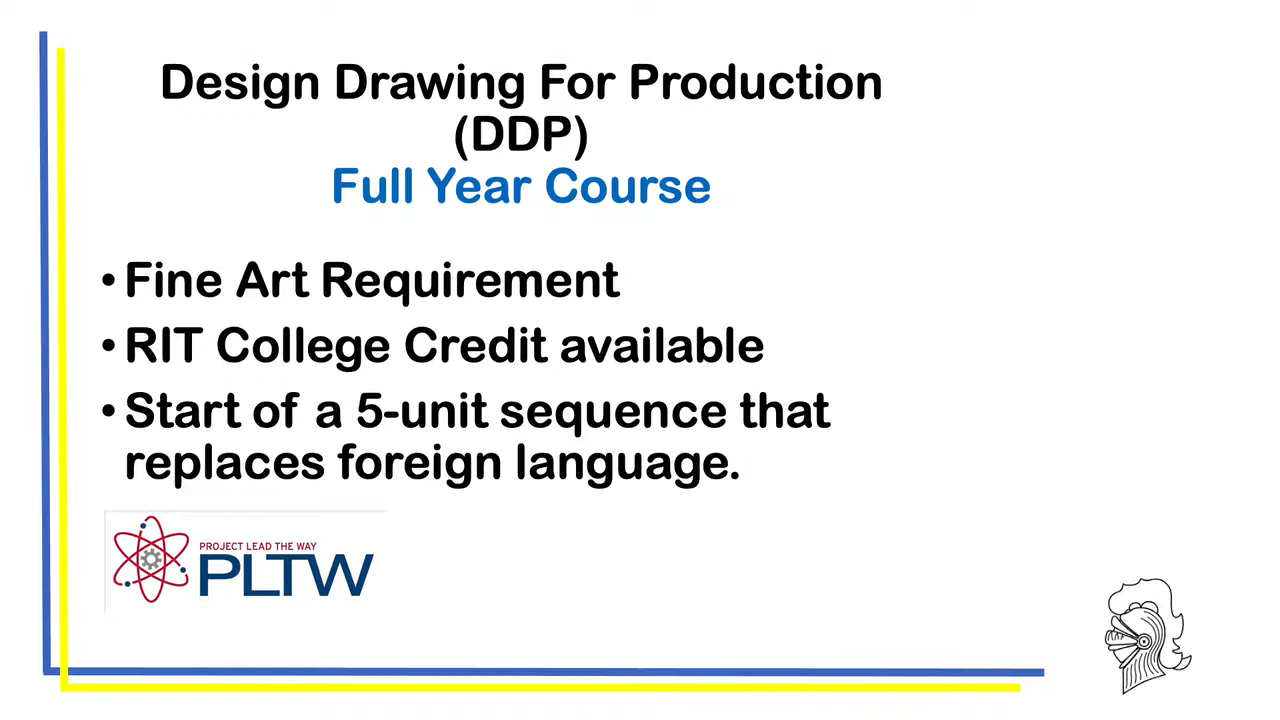 Design Drawing For Production
(DDP)
Full Year Course
• Fine Art Requirement
• RIT College Credit available
• Start of a 5-unit sequence that
replaces foreign language.
PROJECT LEAD THE WAY
PLTW